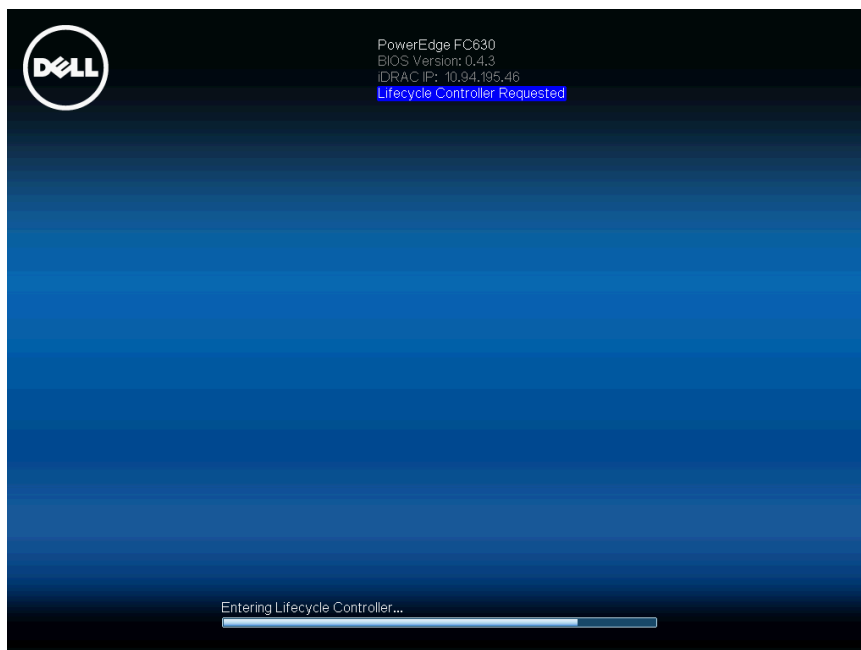 DELL
PowerEdge FC630
BIOS Version: 0.4.3
iDRAC IP:  10.94.195.46
Lifecycle Controller Requested
Entering Lifecycle Controller...